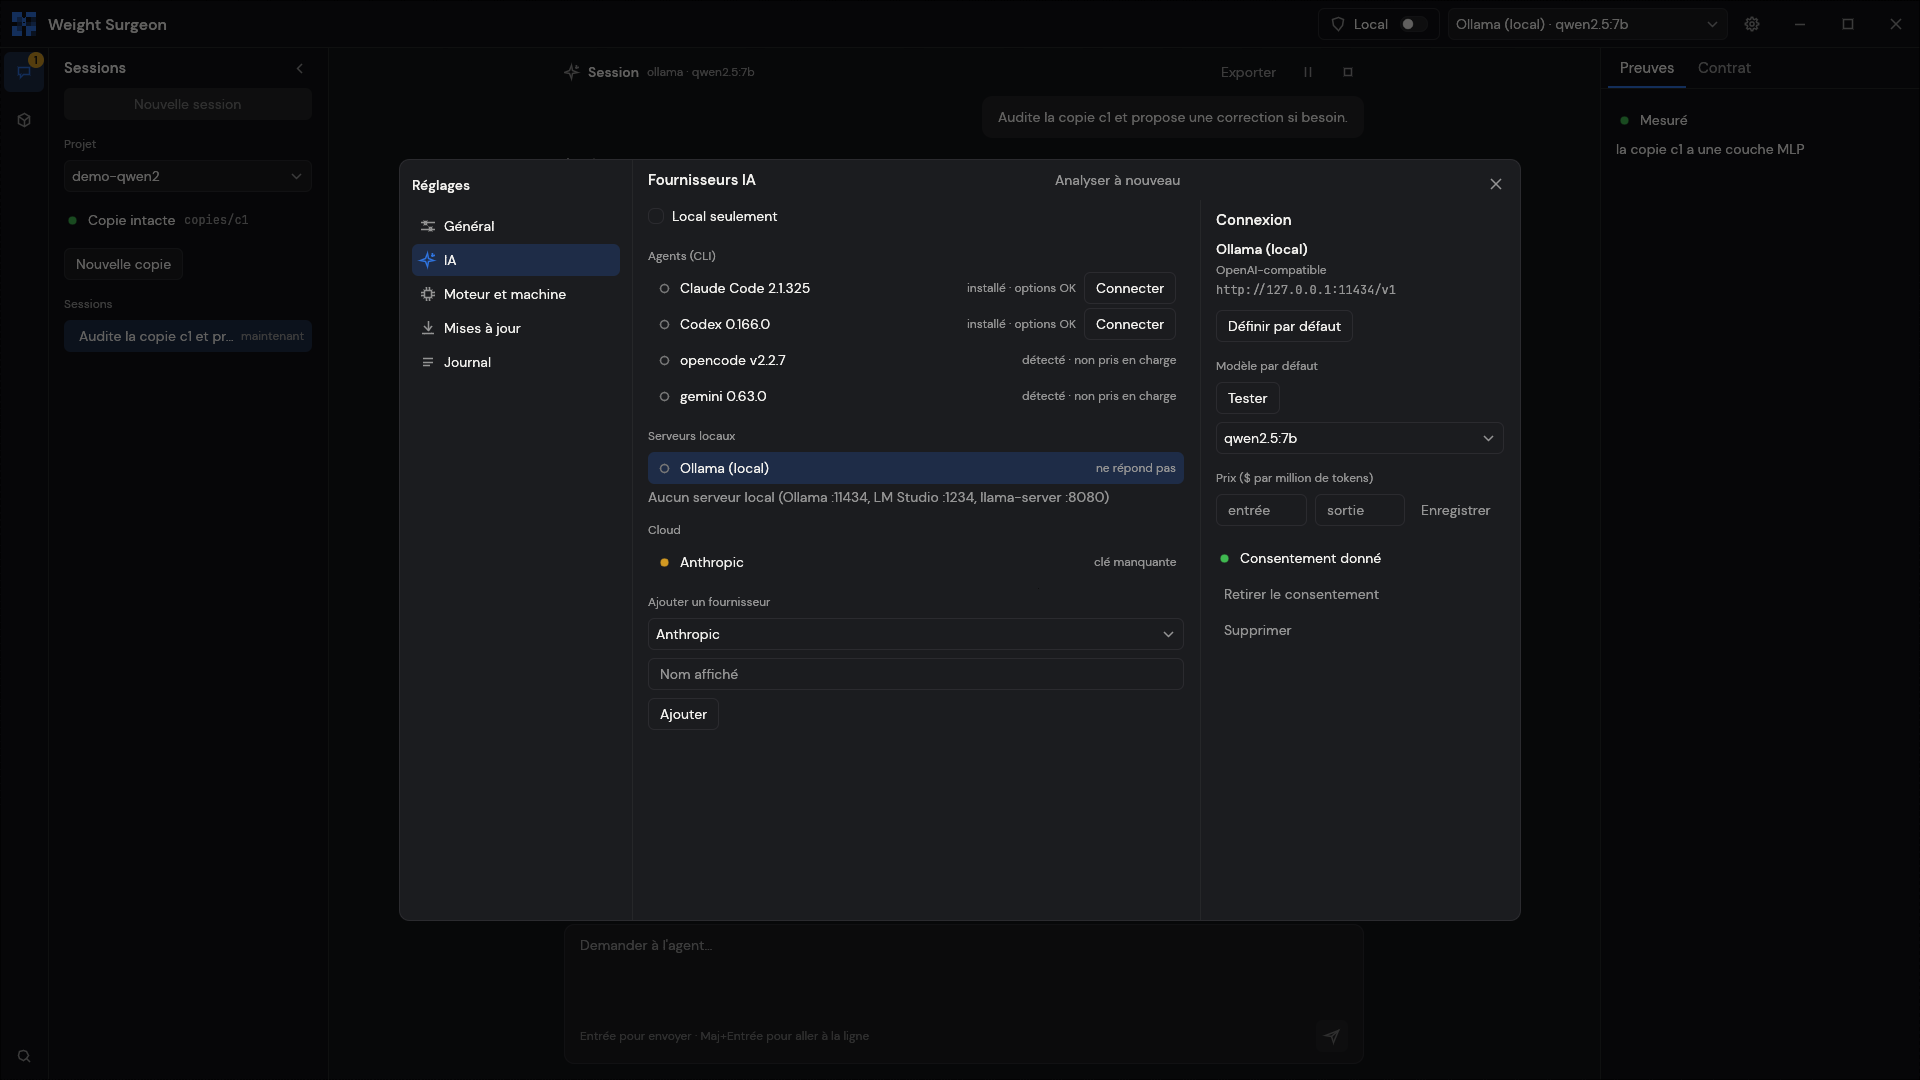 Weight Surgeon
Local
Ollama (local) · qwen2.5:7b
1
Sessions
Nouvelle session
Projet
demo-qwen2
Copie intacte copies/c1
Nouvelle copie
Sessions
Audite la copie c1 et pr... maintenant
Session ollama · qwen2.5:7b
Exporter
Audite la copie c1 et propose une correction si besoin.
Preuves
Contrat
Mesuré
la copie c1 a une couche MLP
Réglages
Général
IA
Moteur et machine
Mises à jour
Journal
Fournisseurs IA
Analyser à nouveau
Local seulement
Agents (CLI)
Claude Code 2.1.325 installé · options OK Connecter
Codex 0.166.0 installé · options OK Connecter
opencode v2.2.7 détecté · non pris en charge
gemini 0.63.0 détecté · non pris en charge
Serveurs locaux
Ollama (local) ne répond pas
Aucun serveur local (Ollama :11434, LM Studio :1234, llama-server :8080)
Cloud
Anthropic clé manquante
Ajouter un fournisseur
Anthropic
Nom affiché
Ajouter
Connexion
Ollama (local)
OpenAI-compatible
http://127.0.0.1:11434/v1
Définir par défaut
Modèle par défaut
Tester
qwen2.5:7b
Prix ($ par million de tokens)
entrée sortie Enregistrer
Consentement donné
Retirer le consentement
Supprimer
Demander à l'agent...
Entrée pour envoyer · Maj+Entrée pour aller à la ligne